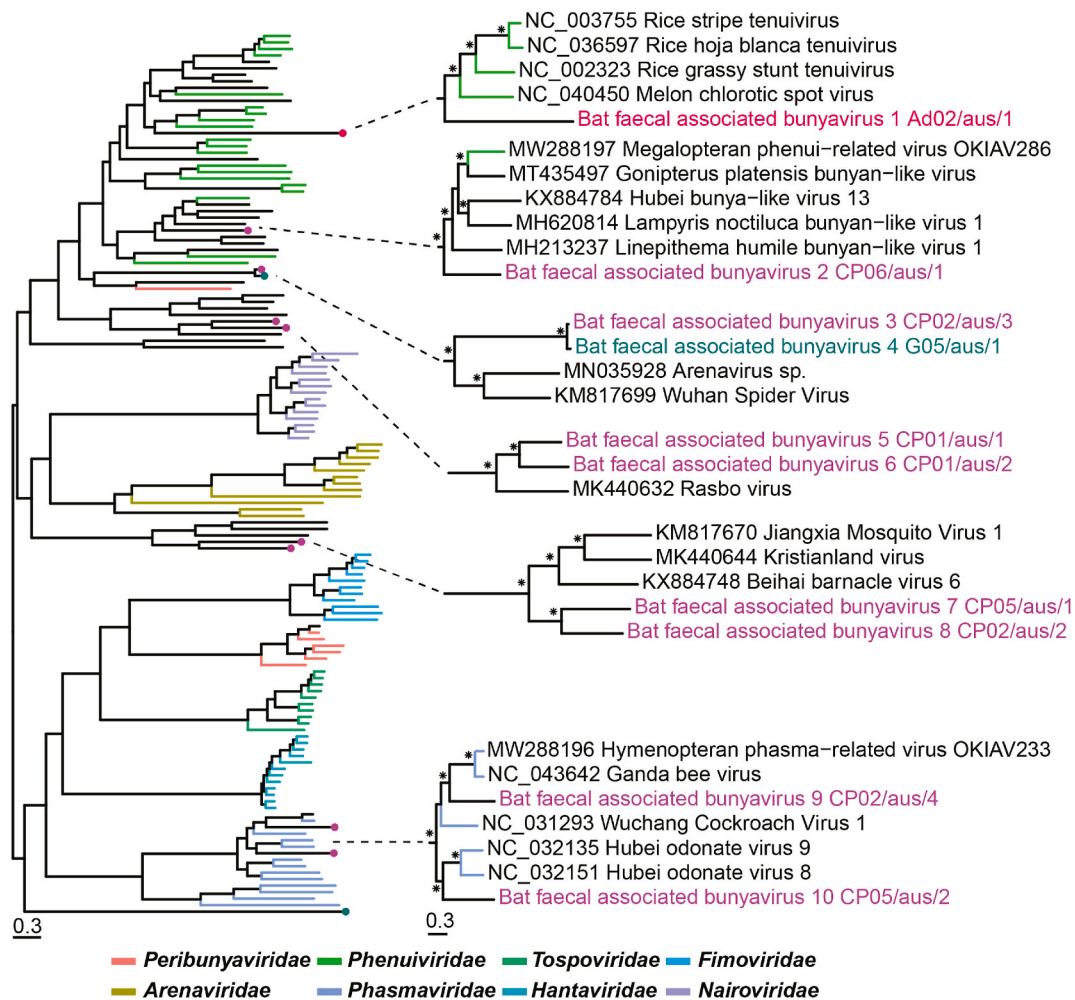 NC_003755 Rice stripe tenuivirus
NC_036597 Rice hoja blanca tenuivirus
NC_002323 Rice grassy stunt tenuivirus
NC_040450 Melon chlorotic spot virus
Bat faecal associated bunyavirus 1 Ad02/aus/1
MW288197 Megalopteran phenui-related virus OKIAV286
MT435497 Gonipterus platensis bunyan-like virus
KX884784 Hubei bunya-like virus 13
MH620814 Lampyris noctiluca bunyan-like virus 1
MH213237 Linepithema humile bunyan-like virus 1
Bat faecal associated bunyavirus 2 CP06/aus/1
Bat faecal associated bunyavirus 3 CP02/aus/3
Bat faecal associated bunyavirus 4 G05/aus/1
MN035928 Arenavirus sp.
KM817699 Wuhan Spider Virus
Bat faecal associated bunyavirus 5 CP01/aus/1
Bat faecal associated bunyavirus 6 CP01/aus/2
MK440632 Rasbo virus
KM817670 Jiangxia Mosquito Virus 1
MK440644 Kristianland virus
KX884748 Beihai barnacle virus 6
Bat faecal associated bunyavirus 7 CP05/aus/1
Bat faecal associated bunyavirus 8 CP02/aus/2
MW288196 Hymenopteran phasma-related virus OKIAV233
NC_043642 Ganda bee virus
Bat faecal associated bunyavirus 9 CP02/aus/4
NC_031293 Wuchang Cockroach Virus 1
NC_032135 Hubei odonate virus 9
NC_032151 Hubei odonate virus 8
Bat faecal associated bunyavirus 10 CP05/aus/2
0.3 0.3
Peribunyaviridae Phenuiviridae Tospoviridae Fimoviridae
Arenaviridae Phasmaviridae Hantaviridae Nairoviridae